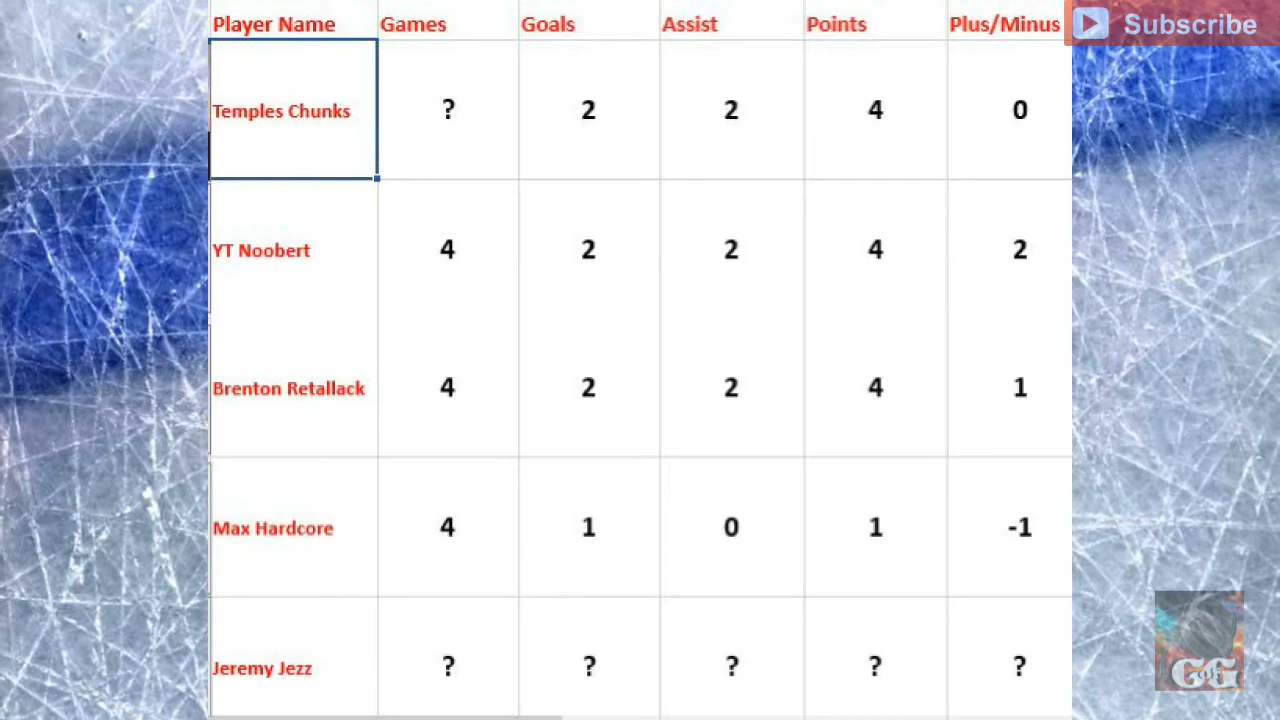 Player Name Games Goals Assist Points Plus/Minus
Subscribe
Temples Chunks ? 2 2 4 0
YT Noobert 4 2 2 4 2
Brenton Retallack 4 2 2 4 1
Max Hardcore 4 1 0 1 -1
Jeremy Jezz ? ? ? ? ?
GG